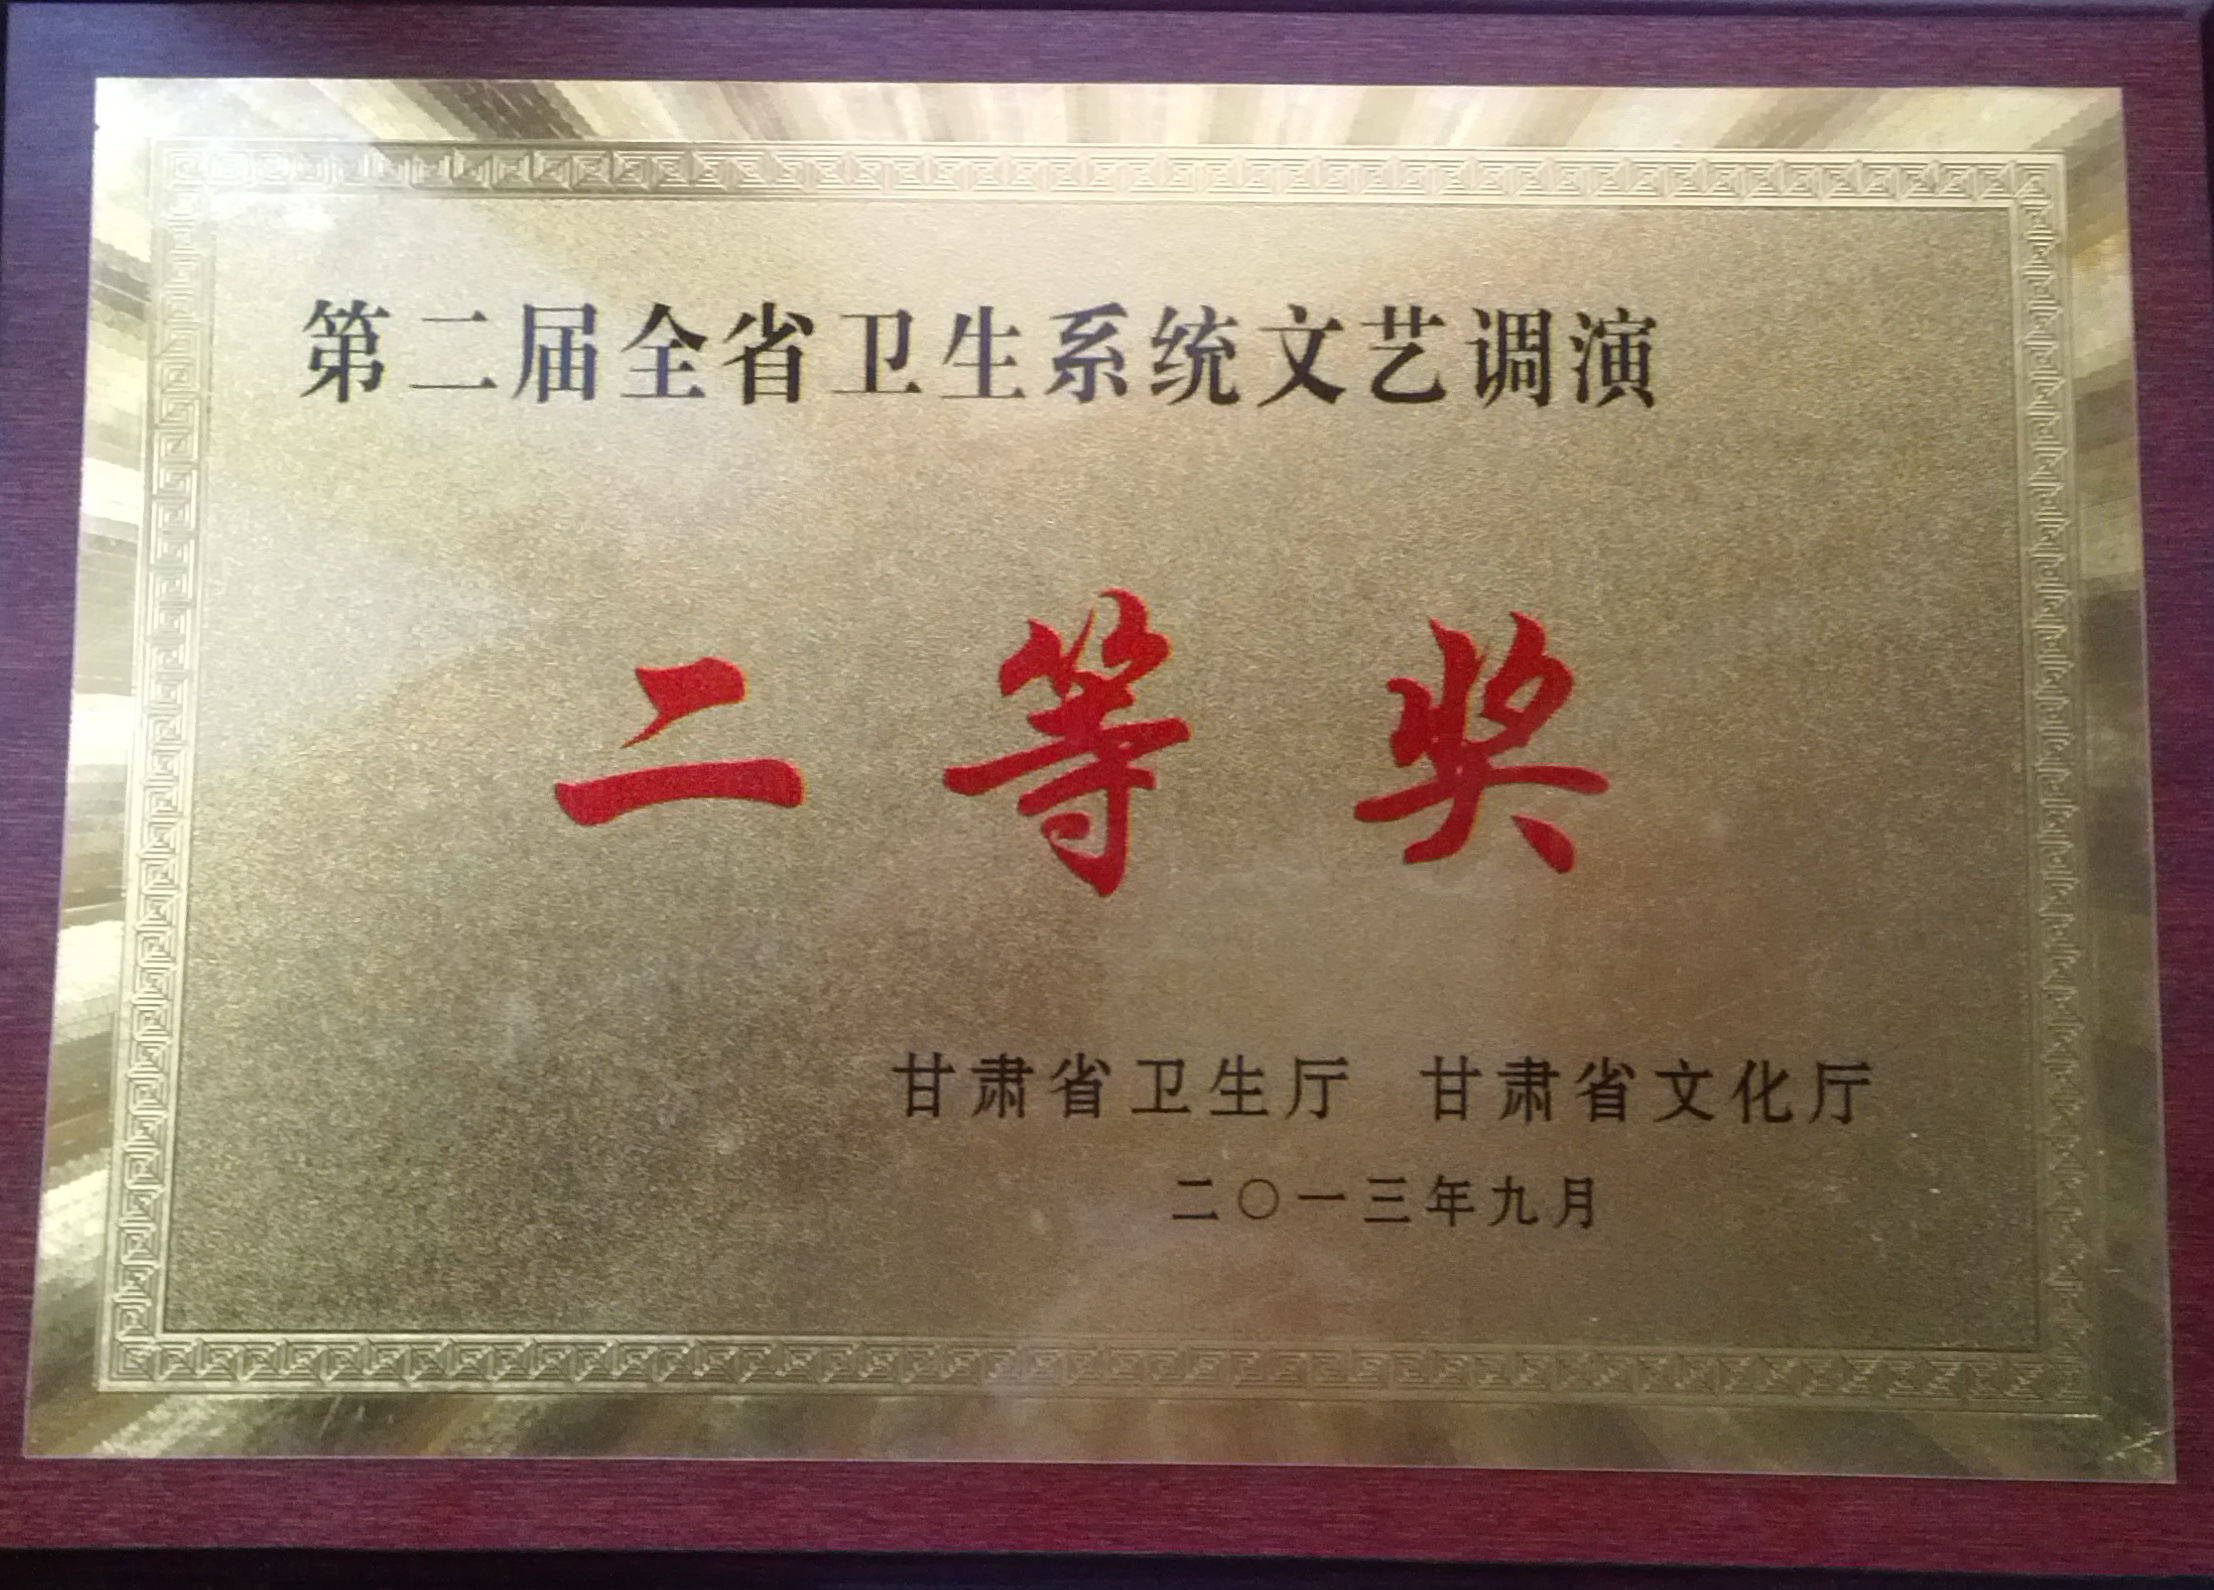 第二届全省卫生系统文艺调演
二等奖
甘肃省卫生厅 甘肃省文化厅
二〇一三年九月